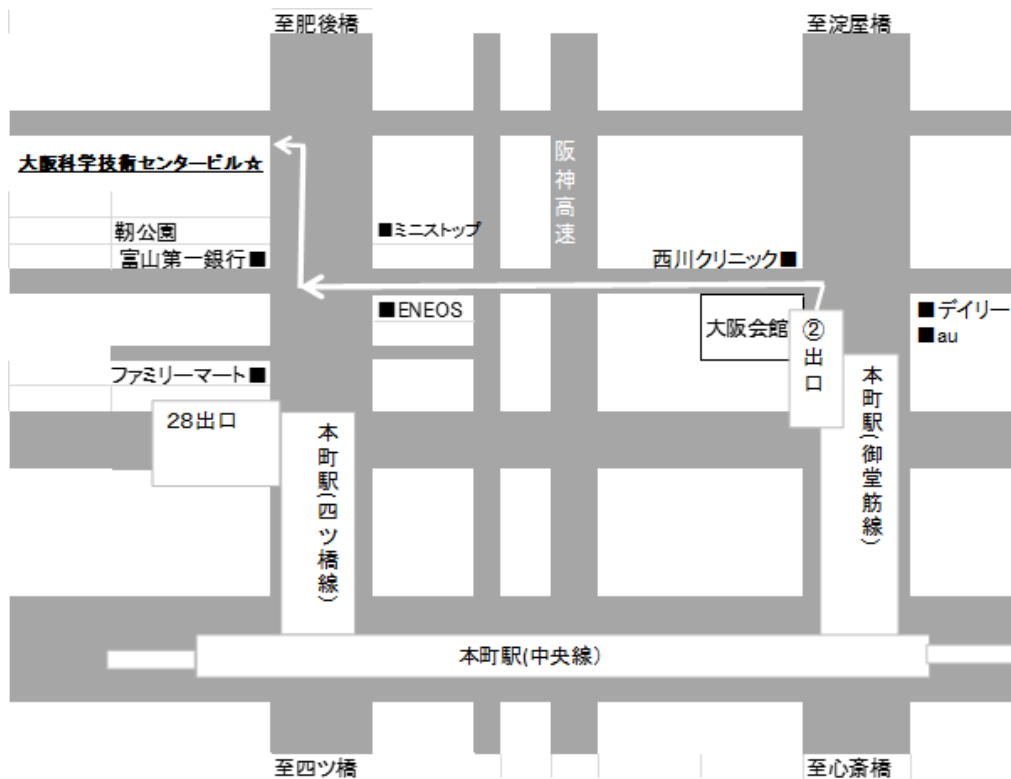 至肥後橋
至淀屋橋
大阪科学技術センタービル☆
阪神高速
靭公園
■ミニストップ
富山第一銀行■
西川クリニック■
■ENEOS
大阪会館
②出口
■デイリー
■au
ファミリーマート■
本町駅(御堂筋線)
28出口
本町駅(四ツ橋線)
本町駅(中央線)
至四ツ橋
至心斎橋